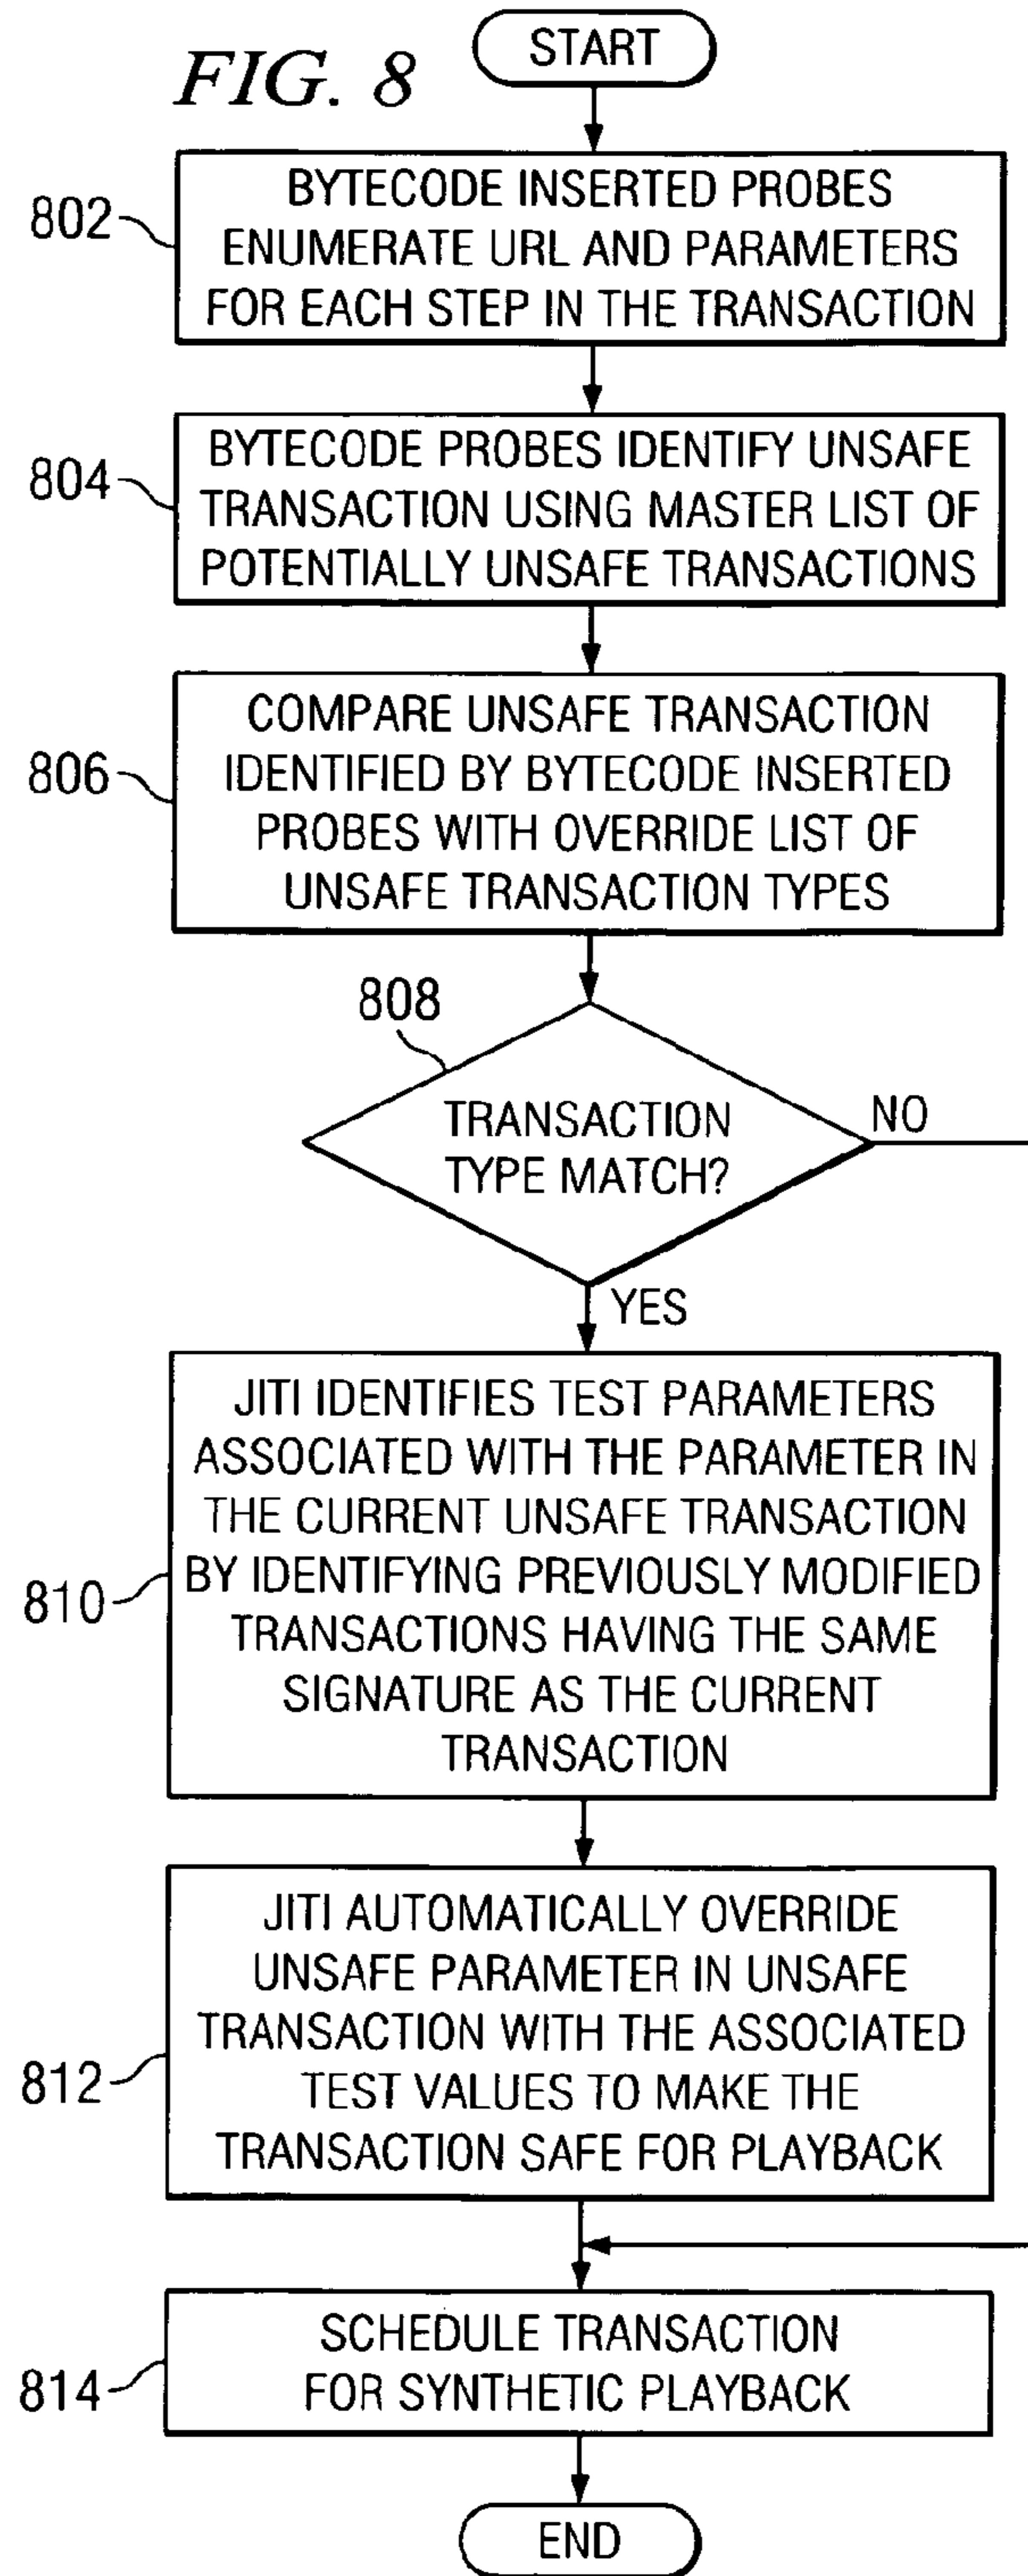 FIG. 8
START
802
BYTECODE INSERTED PROBES
ENUMERATE URL AND PARAMETERS
FOR EACH STEP IN THE TRANSACTION
804
BYTECODE PROBES IDENTIFY UNSAFE
TRANSACTION USING MASTER LIST OF
POTENTIALLY UNSAFE TRANSACTIONS
806
COMPARE UNSAFE TRANSACTION
IDENTIFIED BY BYTECODE INSERTED
PROBES WITH OVERRIDE LIST OF
UNSAFE TRANSACTION TYPES
808
TRANSACTION
TYPE MATCH?
NO
YES
810
JITI IDENTIFIES TEST PARAMETERS
ASSOCIATED WITH THE PARAMETER IN
THE CURRENT UNSAFE TRANSACTION
BY IDENTIFYING PREVIOUSLY MODIFIED
TRANSACTIONS HAVING THE SAME
SIGNATURE AS THE CURRENT
TRANSACTION
812
JITI AUTOMATICALLY OVERRIDE
UNSAFE PARAMETER IN UNSAFE
TRANSACTION WITH THE ASSOCIATED
TEST VALUES TO MAKE THE
TRANSACTION SAFE FOR PLAYBACK
814
SCHEDULE TRANSACTION
FOR SYNTHETIC PLAYBACK
END